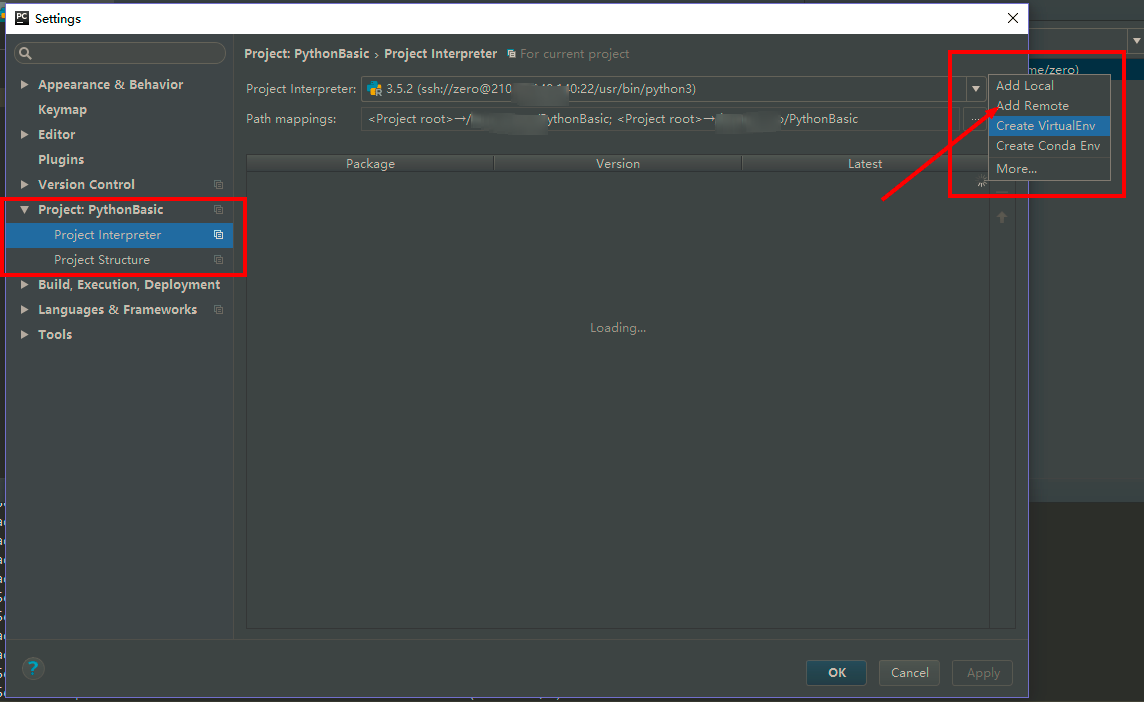 PC Settings
Project: PythonBasic › Project Interpreter For current project
Appearance & Behavior
Keymap
Editor
Plugins
Version Control
Project: PythonBasic
Project Interpreter
Project Structure
Build, Execution, Deployment
Languages & Frameworks
Tools
Project Interpreter: 3.5.2 (ssh://zero@210 40:22/usr/bin/python3)
Path mappings: <Project root>→/ PythonBasic; <Project root>→ /PythonBasic
...
me/zero)
Add Local
Add Remote
Create VirtualEnv
Create Conda Env
More...
Package Version Latest
Loading...
?
OK Cancel Apply